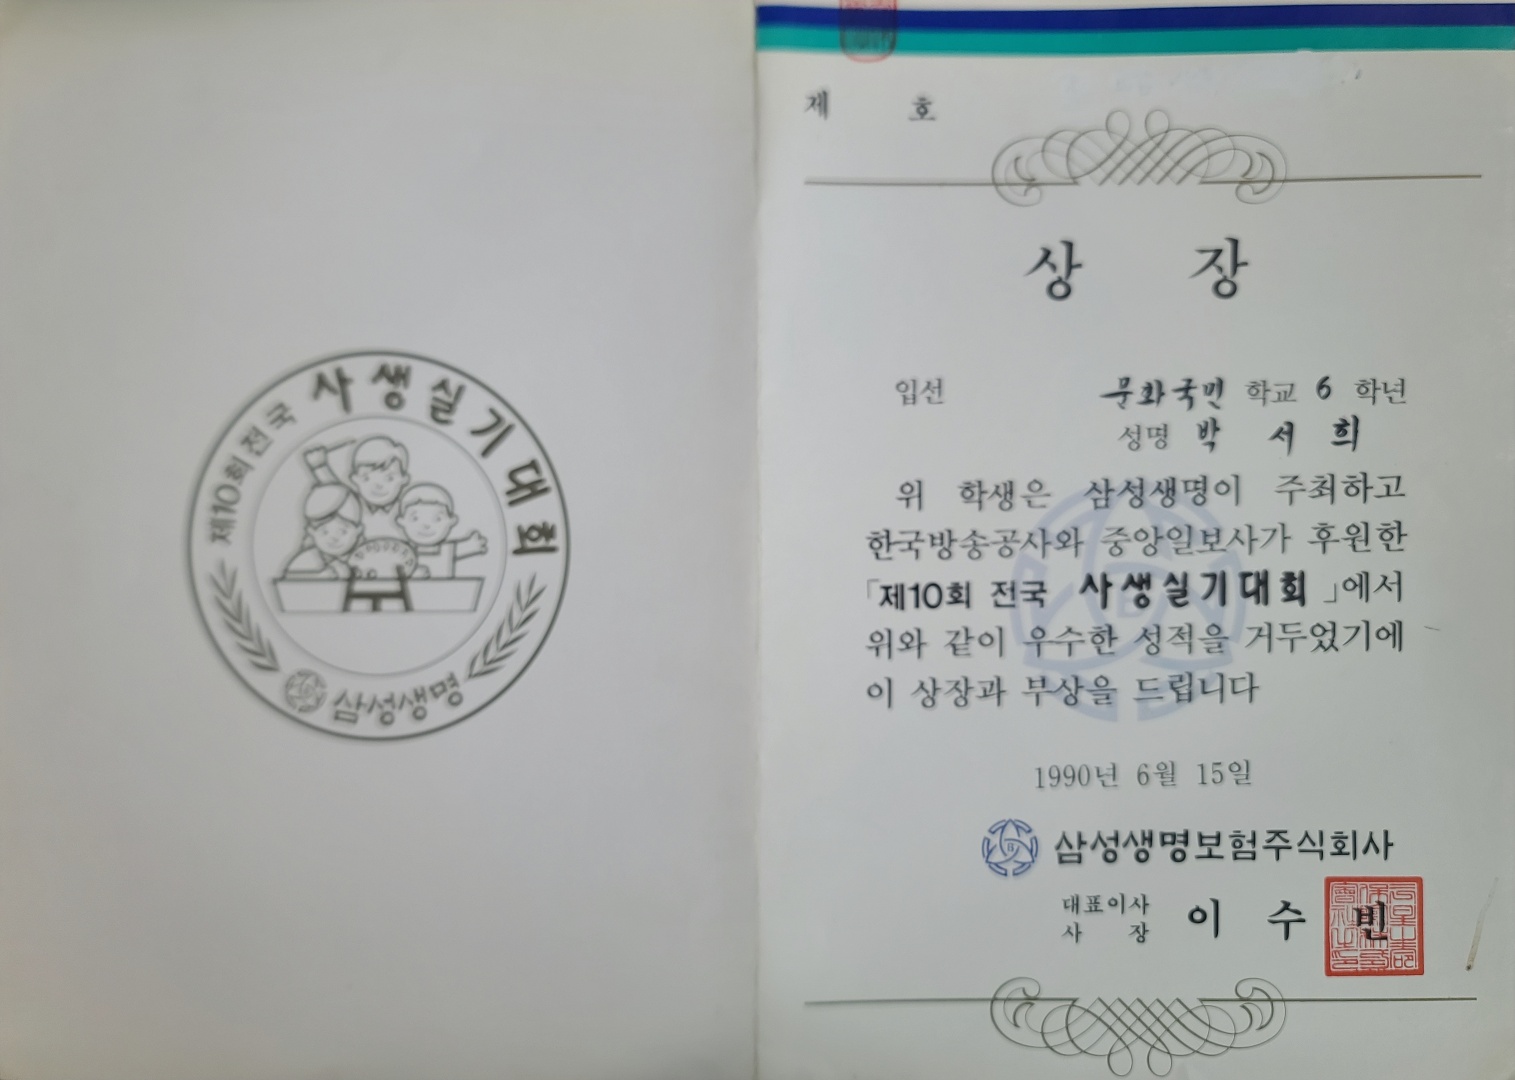 제10회 전국 사생실기대회
삼성생명
제 호
상 장
입선 문화국민 학교 6 학년
성명 박 서 희
위 학생은 삼성생명이 주최하고
한국방송공사와 중앙일보사가 후원한
「제10회 전국 사생실기대회」에서
위와 같이 우수한 성적을 거두었기에
이 상장과 부상을 드립니다
1990년 6월 15일
삼성생명보험주식회사
대표이사
사 장 이 수 빈